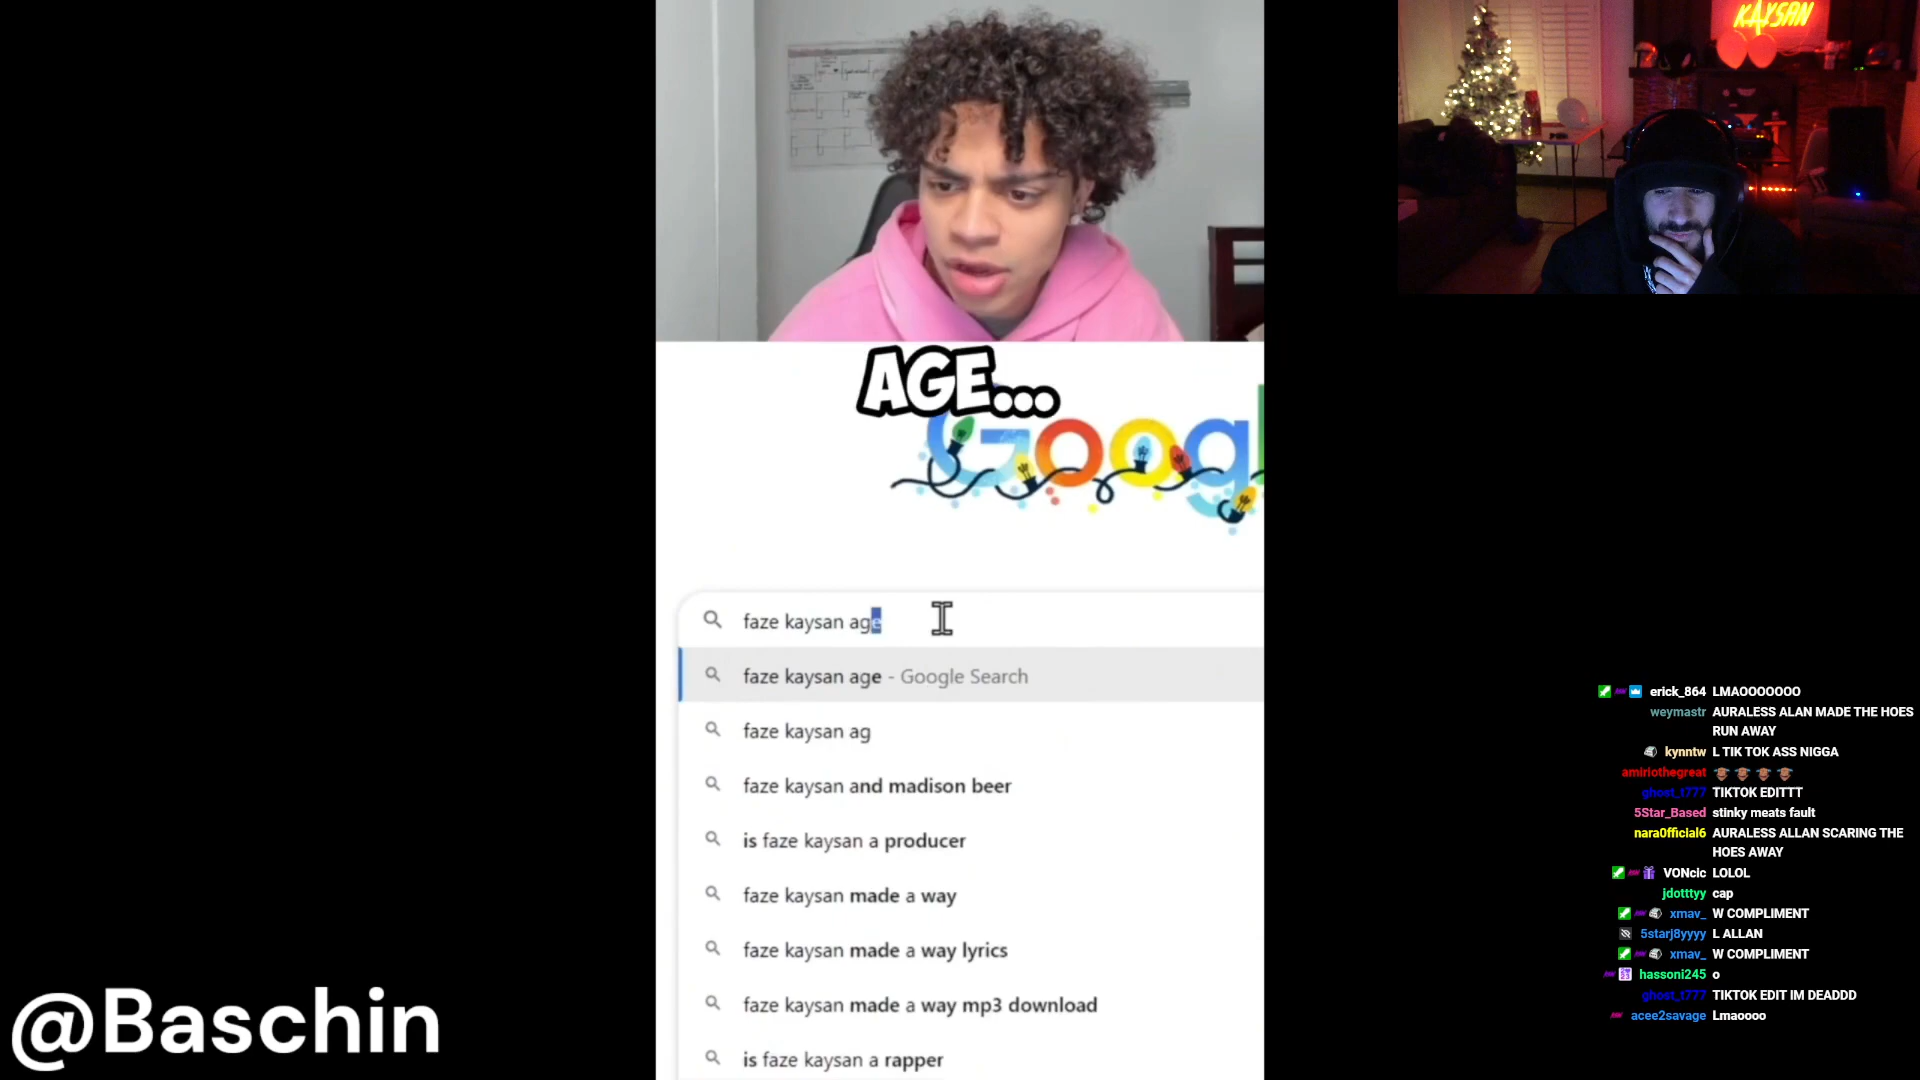 KAYSAN
AGE...
Google
faze kaysan age
faze kaysan age - Google Search
faze kaysan ag
faze kaysan and madison beer
is faze kaysan a producer
faze kaysan made a way
faze kaysan made a way lyrics
faze kaysan made a way mp3 download
is faze kaysan a rapper
@Baschin
erick_864 LMAOOOOOOO
weymastr AURALESS ALAN MADE THE HOES
RUN AWAY
kynntw L TIK TOK ASS NIGGA
amiriothegreat
ghost_t777 TIKTOK EDITTT
5Star_Based stinky meats fault
nara0fficial6 AURALESS ALLAN SCARING THE
HOES AWAY
VONcic LOLOL
jdotttyy cap
xmav_ W COMPLIMENT
5starj8yyyy L ALLAN
xmav_ W COMPLIMENT
hassoni245 o
ghost_t777 TIKTOK EDIT IM DEADDD
acee2savage Lmaoooo